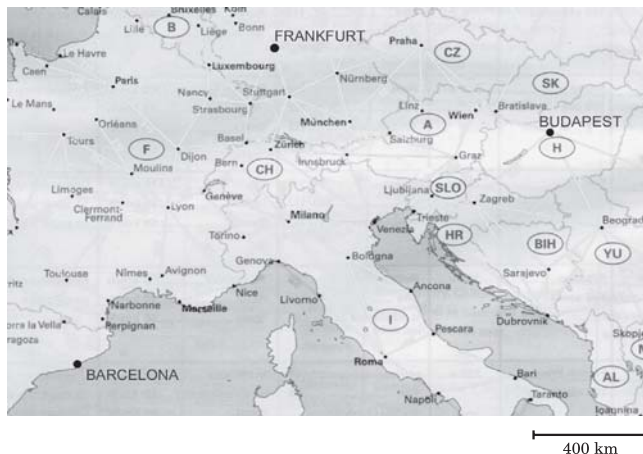 Calais
Bruxelles
Köln
Lille
B
Liége
Bonn
FRANKFURT
Praha
CZ
Le Havre
Caen
Luxembourg
SK
Paris
Nürnberg
Nancy
Stuttgart
Le Mans
Strasbourg
Linz
Wien
Bratislava
Orléans
München
A
BUDAPEST
Tours
F
Basel
Zürich
Salzburg
H
Dijon
Bern
CH
Innsbruck
Graz
Moulins
Limoges
Genève
Ljubljana
SLO
Zagreb
Clermont-
Ferrand
Lyon
Milano
Trieste
Torino
Venezia
HR
BIH
Beograd
YU
Toulouse
Nîmes
Avignon
Genova
Bologna
Sarajevo
Nice
Livorno
Ancona
Narbonne
Marseille
Dubrovnik
Perpignan
I
Pescara
Skopj
Roma
BARCELONA
Bari
AL
Napoli
Taranto
Ioannina
400 km